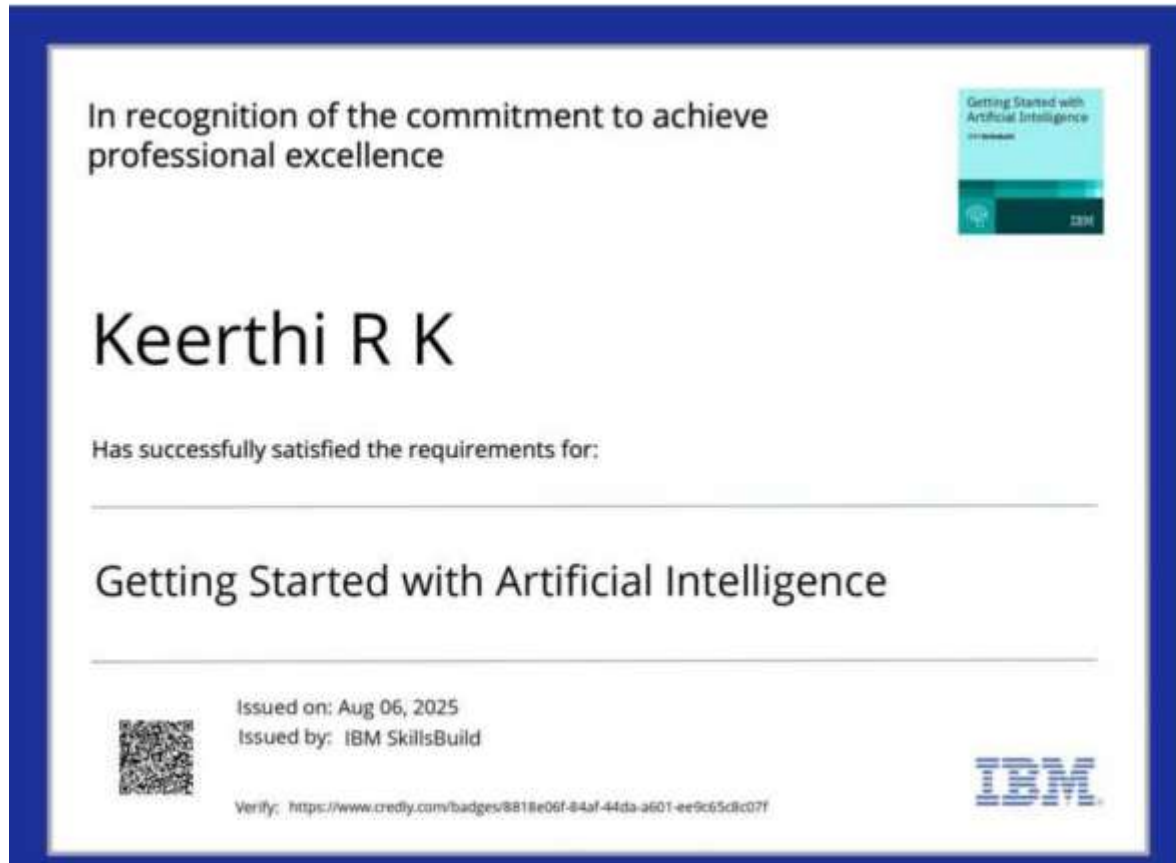 In recognition of the commitment to achieve
professional excellence
Getting Started with
Artificial Intelligence
IBM
Keerthi R K
Has successfully satisfied the requirements for:
Getting Started with Artificial Intelligence
Issued on: Aug 06, 2025
Issued by: IBM SkillsBuild
Verify: https://www.credly.com/badges/8818e06f-84af-44da-a601-ee9c65c8c07f
IBM